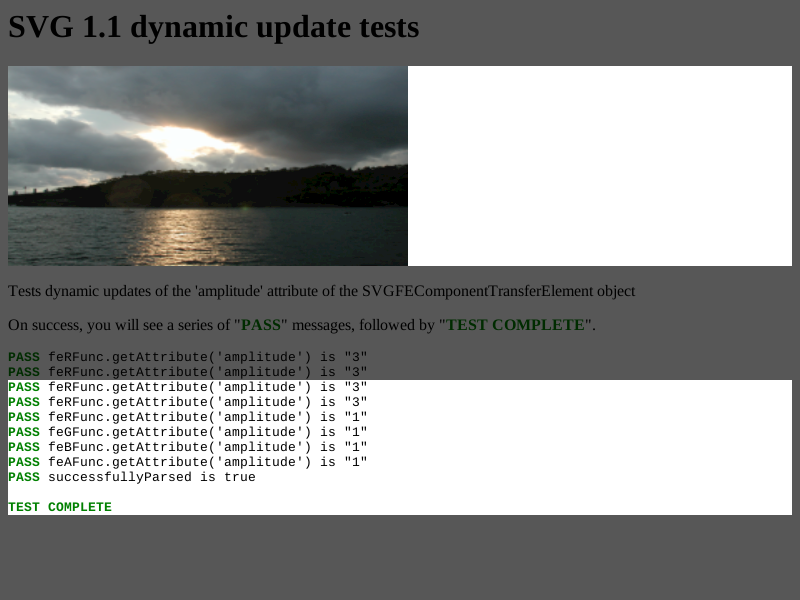 SVG 1.1 dynamic update tests
Tests dynamic updates of the 'amplitude' attribute of the SVGFEComponentTransferElement object
On success, you will see a series of "PASS" messages, followed by "TEST COMPLETE".
PASS feRFunc.getAttribute('amplitude') is "3"
PASS feRFunc.getAttribute('amplitude') is "3"
PASS feRFunc.getAttribute('amplitude') is "3"
PASS feRFunc.getAttribute('amplitude') is "3"
PASS feRFunc.getAttribute('amplitude') is "1"
PASS feGFunc.getAttribute('amplitude') is "1"
PASS feBFunc.getAttribute('amplitude') is "1"
PASS feAFunc.getAttribute('amplitude') is "1"
PASS successfullyParsed is true
TEST COMPLETE